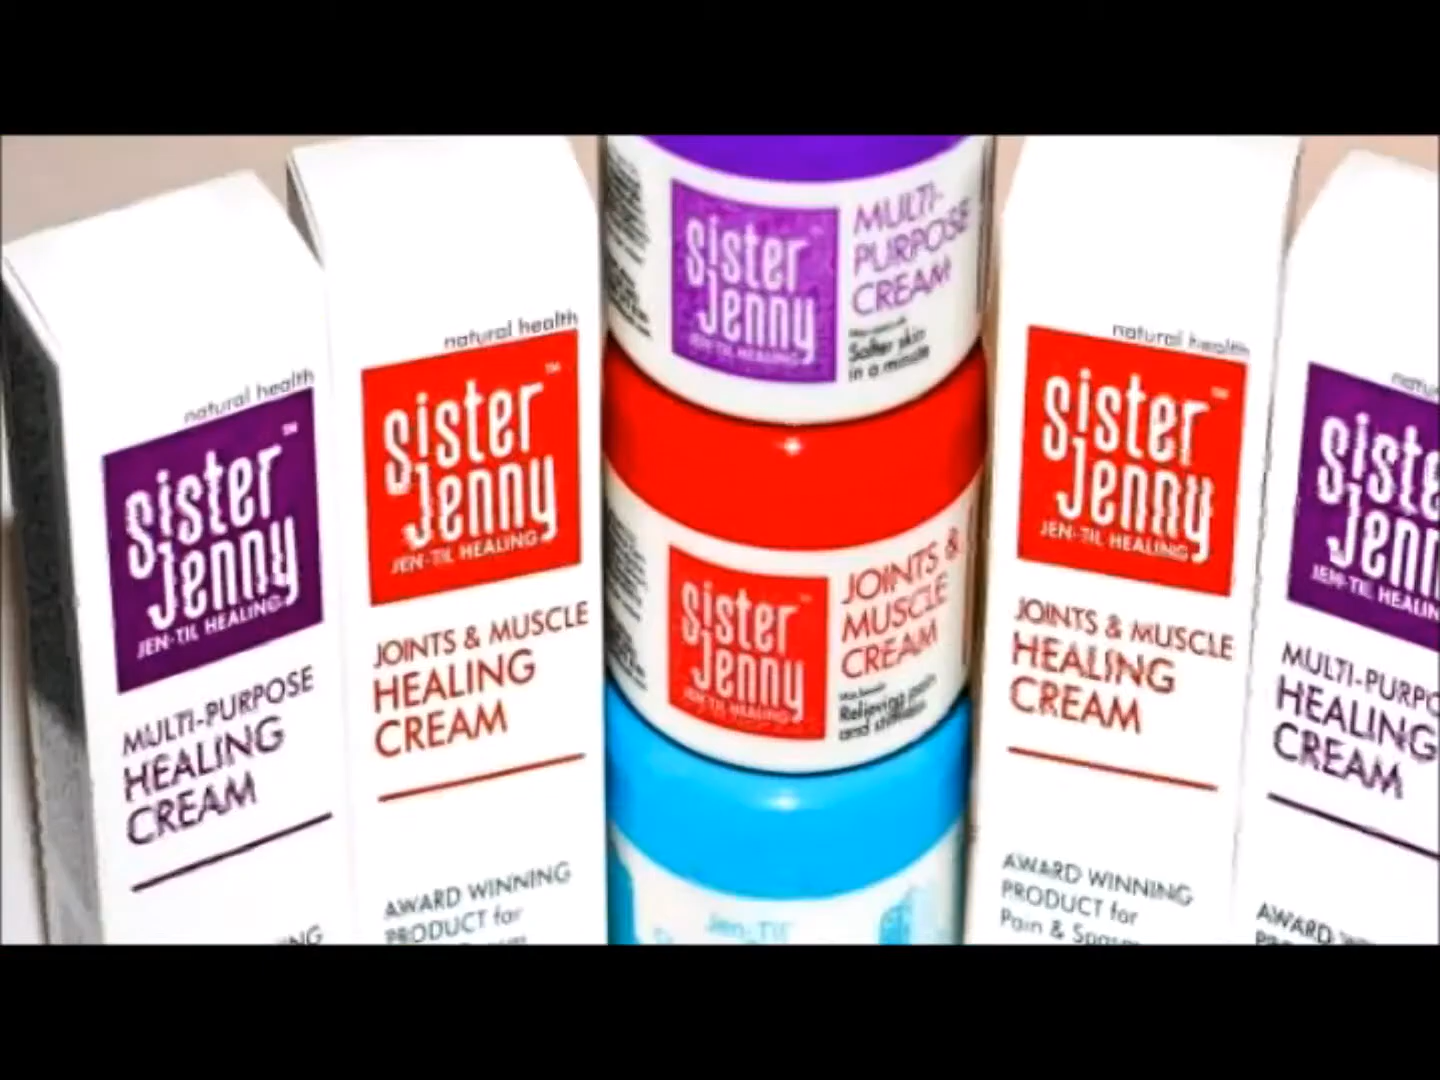 natural health
sister
Jenny
JEN-TIL HEALING
MULTI-PURPOSE
HEALING
CREAM
natural health
sister
Jenny
JEN-TIL HEALING
JOINTS & MUSCLE
HEALING
CREAM
AWARD WINNING
PRODUCT for
sister
Jenny
JEN-TIL HEALING
MULTI-
PURPOSE
CREAM
Softer skin
in a minute
sister
Jenny
JEN-TIL HEALING
JOINTS &
MUSCLE
CREAM
Relieving pain
and stiffness
Jen-Til
natural health
sister
Jenny
JEN-TIL HEALING
JOINTS & MUSCLE
HEALING
CREAM
AWARD WINNING
PRODUCT for
Pain & Spasm
natu
siste
Jenn
JEN-TIL HEALIN
MULTI-PURPO
HEALING
CREAM
AWARD